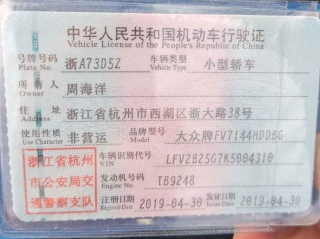 中华人民共和国机动车行驶证
Vehicle License of the People's Republic of China
号牌号码 浙A73D5Z 车辆类型 小型轿车
Plate No. Vehicle Type
所有人 周海洋
Owner
住址 浙江省杭州市西湖区浙大路38号
Address
使用性质 非营运 品牌型号 大众牌FV7144HDDBG
Use Character Model
浙江省杭州市公安局交通警察支队
车辆识别代号 LFV2B25G7K5004310
VIN
发动机号码 TB9248
Engine No.
注册日期 2019-04-30 发证日期 2019-04-30
Register Date Issue Date